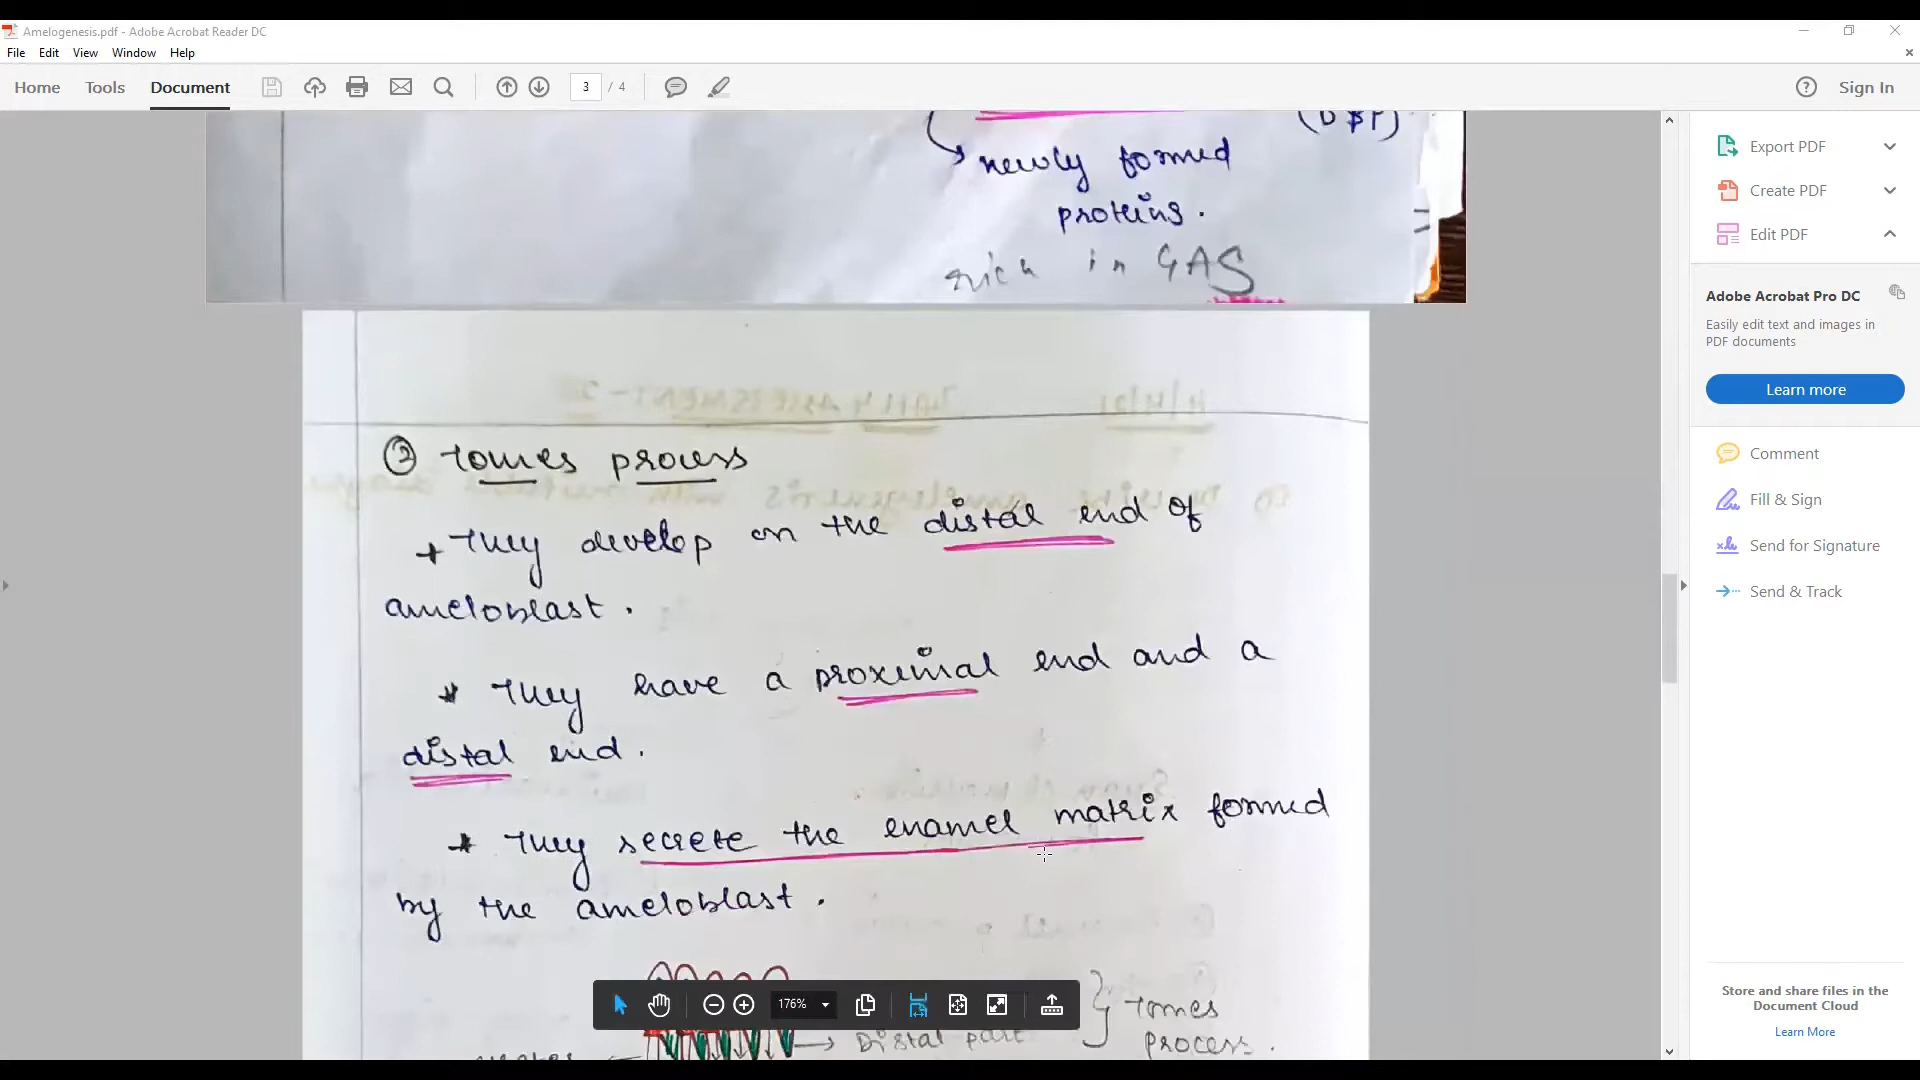 Amelogenesis.pdf - Adobe Acrobat Reader DC
File Edit View Window Help
Home Tools Document 3 / 4 Sign In
(DSP)
newly formed
proteins.
rich in GAS
② Tomes process
+ They develop on the distal end of
ameloblast.
* They have a proximal end and a
distal end.
* They secrete the enamel matrix formed
by the ameloblast.
176%
Tomes
Distal part
process.
Export PDF
Create PDF
Edit PDF
Adobe Acrobat Pro DC
Easily edit text and images in
PDF documents
Learn more
Comment
Fill & Sign
Send for Signature
Send & Track
Store and share files in the
Document Cloud
Learn More